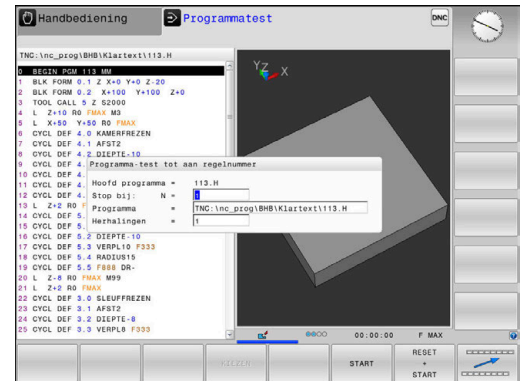 Handbediening
Programmatest
DNC
TNC:\nc_prog\BHB\Klartext\113.H
0 BEGIN PGM 113 MM
1 BLK FORM 0.1 Z X+0 Y+0 Z-20
2 BLK FORM 0.2 X+100 Y+100 Z+0
3 TOOL CALL 5 Z S2000
4 L Z+10 R0 FMAX M3
5 L X+50 Y+50 R0 FMAX
6 CYCL DEF 4.0 KAMERFREZEN
7 CYCL DEF 4.1 AFST2
8 CYCL DEF 4.2 DIEPTE-10
9 CYCL DEF 4.
10 CYCL DEF 4.
11 CYCL DEF 4.
12 CYCL DEF 4.
13 L Z+2 R0 F
14 CYCL DEF 5.
15 CYCL DEF 5.
16 CYCL DEF 5.2 DIEPTE-10
17 CYCL DEF 5.3 VERPL10 F333
18 CYCL DEF 5.4 RADIUS15
19 CYCL DEF 5.5 F888 DR-
20 L Z-8 R0 FMAX M99
21 L Z+2 R0 FMAX
22 CYCL DEF 3.0 SLEUFFREZEN
23 CYCL DEF 3.1 AFST2
24 CYCL DEF 3.2 DIEPTE-8
25 CYCL DEF 3.3 VERPL8 F333
Programma-test tot aan regelnummer
Hoofd programma = 113.H
Stop bij: N = 1
Programma = TNC:\nc_prog\BHB\Klartext\113.H
Herhalingen = 1
Y Z X
00:00:00 F MAX
KIEZEN
START
RESET
+
START